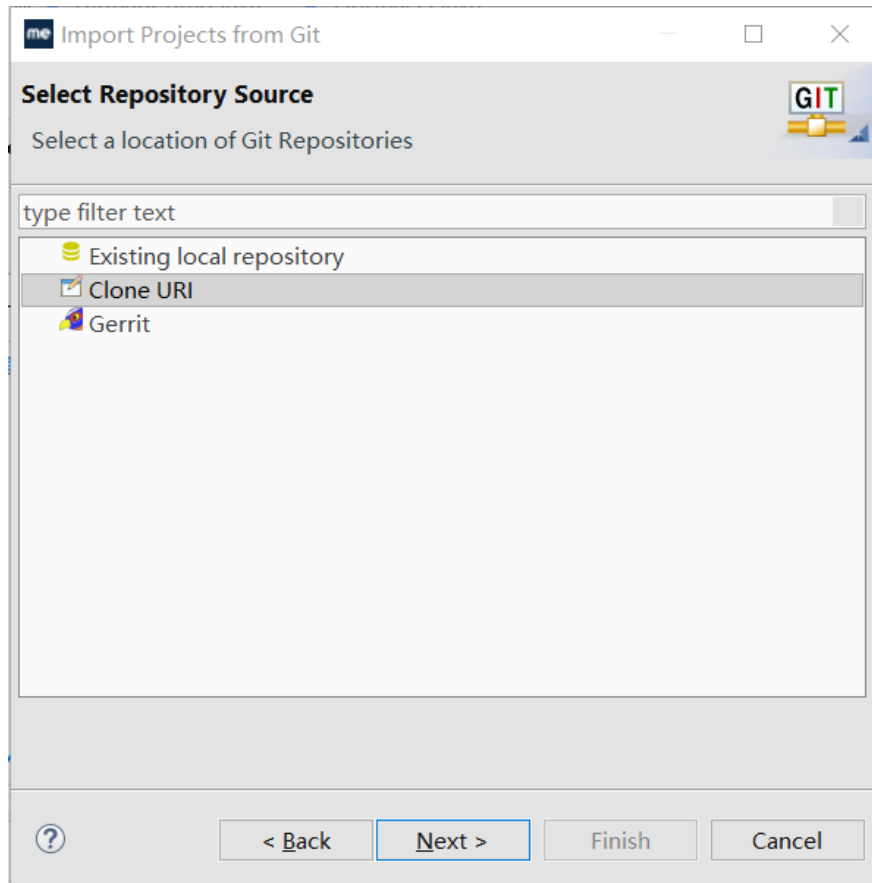 me Import Projects from Git
Select Repository Source
GIT
Select a location of Git Repositories
type filter text
Existing local repository
Clone URI
Gerrit
? < Back Next > Finish Cancel